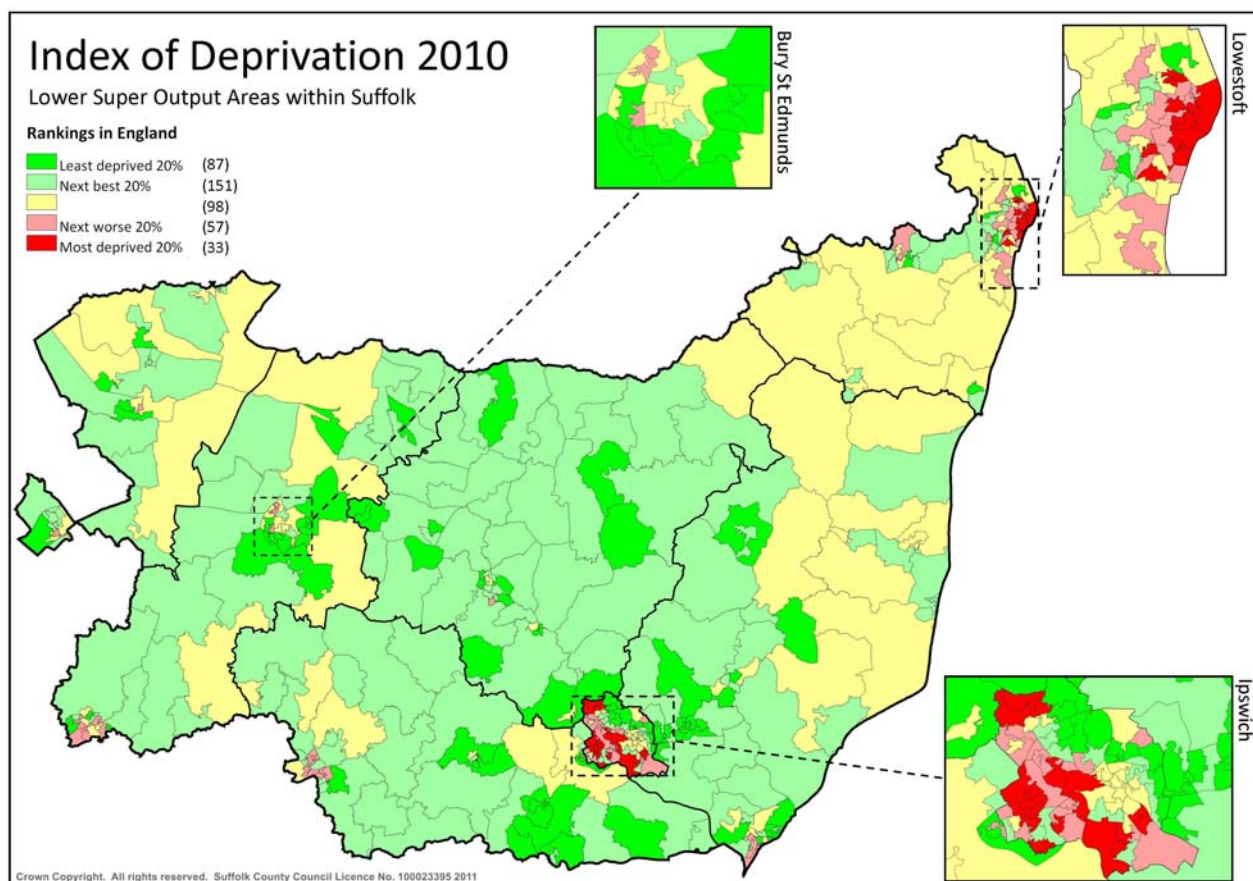 Index of Deprivation 2010
Lower Super Output Areas within Suffolk
Rankings in England
Least deprived 20% (87)
Next best 20% (151)
(98)
Next worse 20% (57)
Most deprived 20% (33)
Bury St Edmunds
Lowestoft
Ipswich
Crown Copyright. All rights reserved. Suffolk County Council Licence No. 100023395 2011